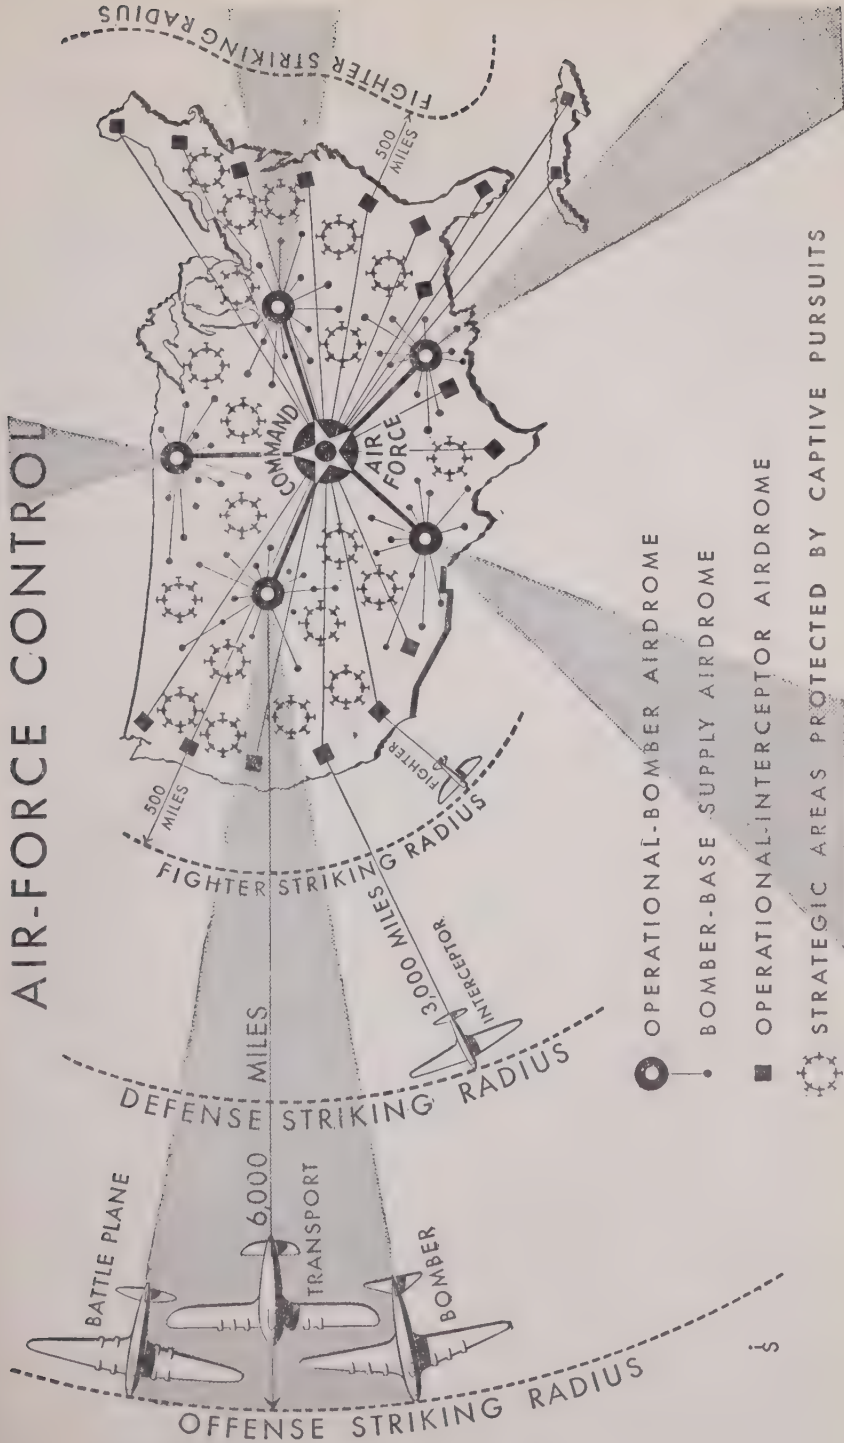 AIR-FORCE CONTROL
FIGHTER STRIKING RADIUS
500
MILES
COMMAND
AIR
FORCE
500
MILES
FIGHTER
FIGHTER STRIKING RADIUS
3,000 MILES
INTERCEPTOR
6,000 MILES
DEFENSE STRIKING RADIUS
BATTLE PLANE
TRANSPORT
BOMBER
OFFENSE STRIKING RADIUS
OPERATIONAL-BOMBER AIRDROME
BOMBER-BASE SUPPLY AIRDROME
OPERATIONAL-INTERCEPTOR AIRDROME
STRATEGIC AREAS PROTECTED BY CAPTIVE PURSUITS